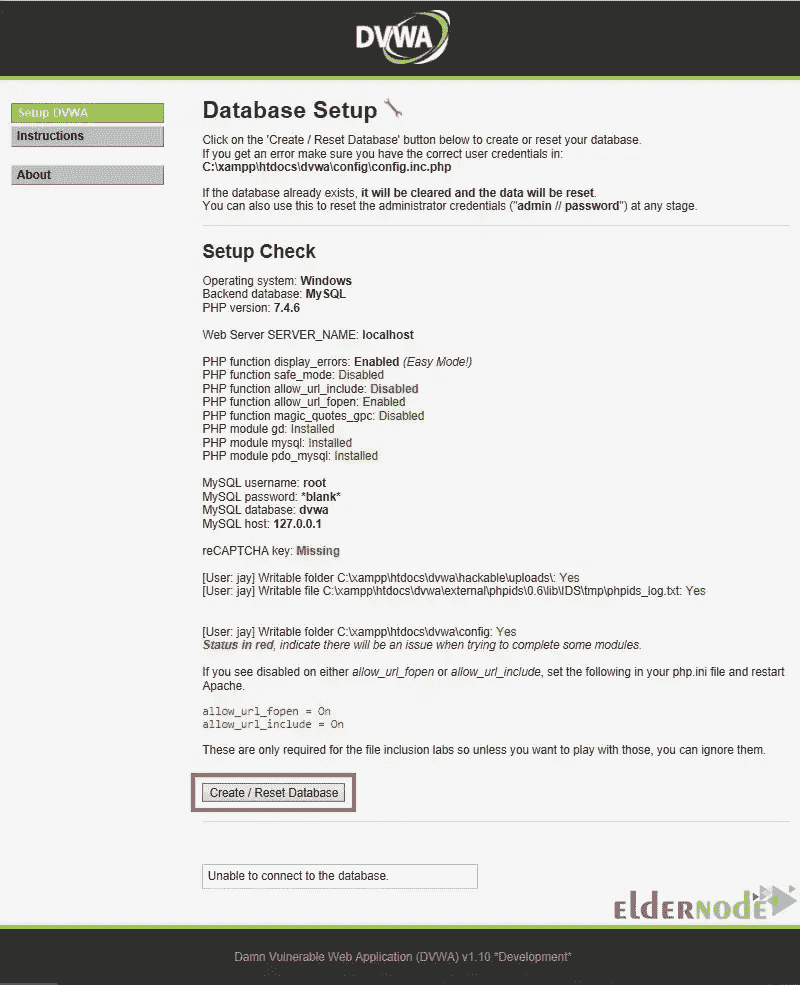 DVWA
Setup DVWA
Instructions
About
Database Setup
Click on the 'Create / Reset Database' button below to create or reset your database.
If you get an error make sure you have the correct user credentials in:
C:\xampp\htdocs\dvwa\config\config.inc.php
If the database already exists, it will be cleared and the data will be reset.
You can also use this to reset the administrator credentials ("admin // password") at any stage.
Setup Check
Operating system: Windows
Backend database: MySQL
PHP version: 7.4.6
Web Server SERVER_NAME: localhost
PHP function display_errors: Enabled (Easy Mode!)
PHP function safe_mode: Disabled
PHP function allow_url_include: Disabled
PHP function allow_url_fopen: Enabled
PHP function magic_quotes_gpc: Disabled
PHP module gd: Installed
PHP module mysql: Installed
PHP module pdo_mysql: Installed
MySQL username: root
MySQL password: *blank*
MySQL database: dvwa
MySQL host: 127.0.0.1
reCAPTCHA key: Missing
[User: jay] Writable folder C:\xampp\htdocs\dvwa\hackable\uploads\: Yes
[User: jay] Writable file C:\xampp\htdocs\dvwa\external\phpids\0.6\lib\IDS\tmp\phpids_log.txt: Yes
[User: jay] Writable folder C:\xampp\htdocs\dvwa\config: Yes
Status in red, indicate there will be an issue when trying to complete some modules.
If you see disabled on either allow_url_fopen or allow_url_include, set the following in your php.ini file and restart
Apache.
allow_url_fopen = On
allow_url_include = On
These are only required for the file inclusion labs so unless you want to play with those, you can ignore them.
Create / Reset Database
Unable to connect to the database.
eldernode
Damn Vulnerable Web Application (DVWA) v1.10 *Development*